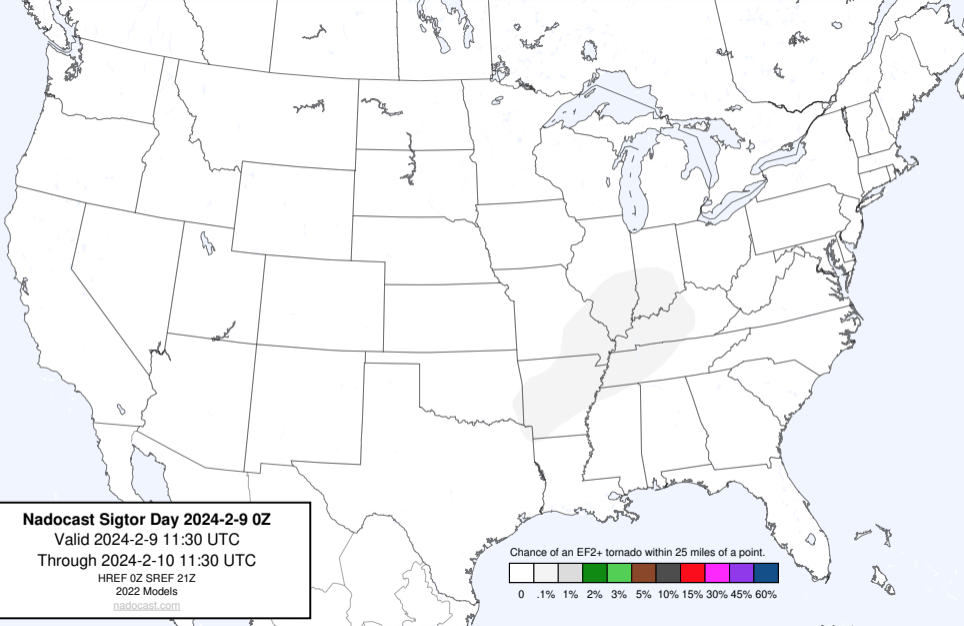 Nadocast Sigtor Day 2024-2-9 0Z
Valid 2024-2-9 11:30 UTC
Through 2024-2-10 11:30 UTC
HREF 0Z SREF 21Z
2022 Models
nadocast.com
Chance of an EF2+ tornado within 25 miles of a point.
0 .1% 1% 2% 3% 5% 10% 15% 30% 45% 60%